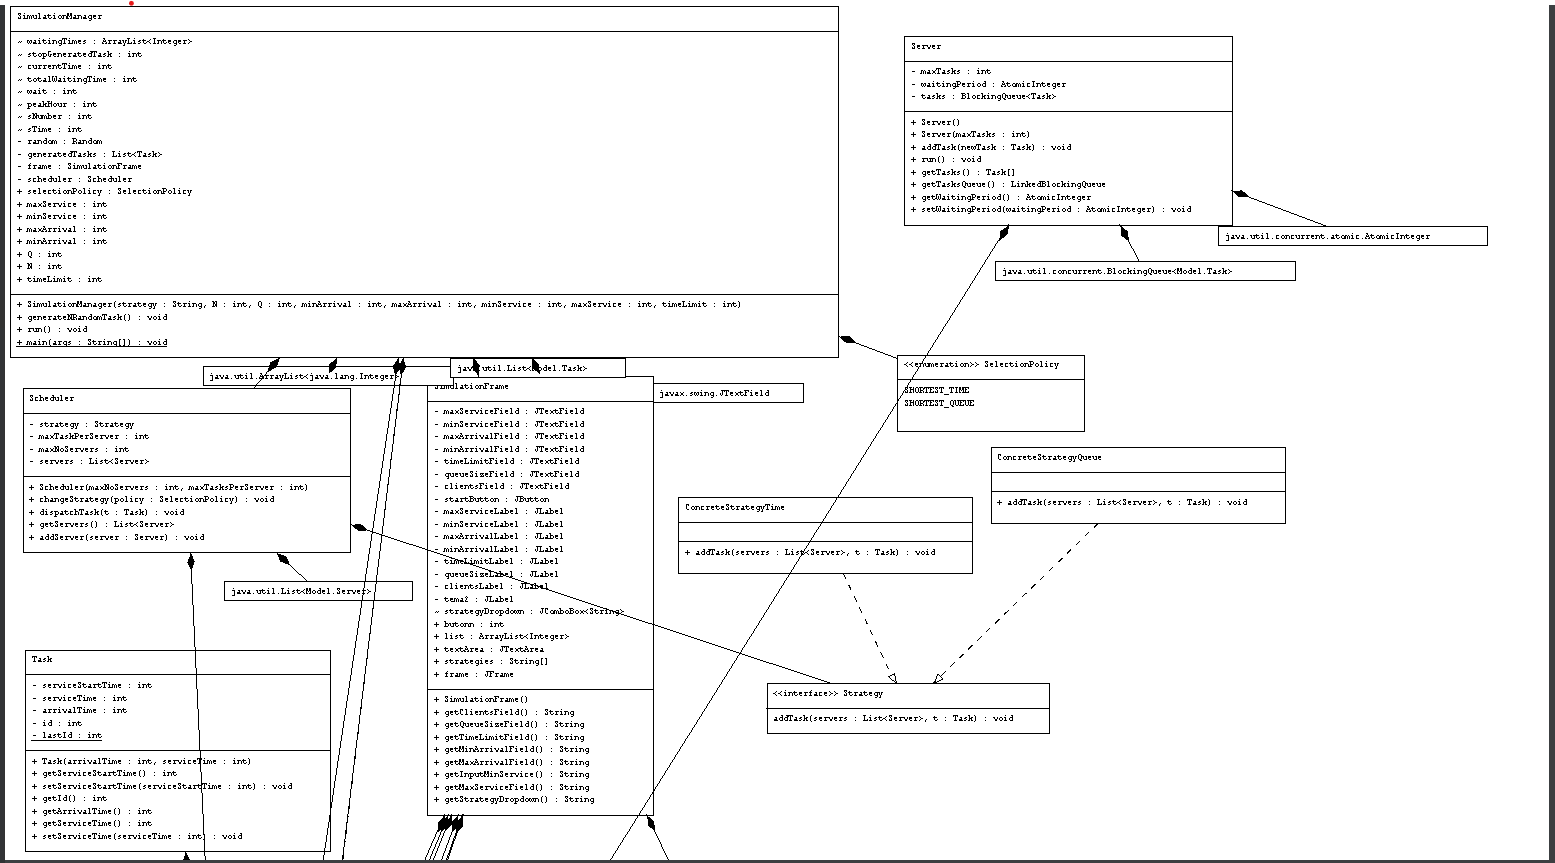 SimulationManager
~ waitingTimes : ArrayList<Integer>
~ stopGeneratedTask : int
~ currentTime : int
~ totalWaitingTime : int
~ wait : int
~ peakHour : int
~ sNumber : int
~ sTime : int
- random : Random
- generatedTasks : List<Task>
- frame : SimulationFrame
- scheduler : Scheduler
+ selectionPolicy : SelectionPolicy
+ maxService : int
+ minService : int
+ maxArrival : int
+ minArrival : int
+ Q : int
+ N : int
+ timeLimit : int
+ SimulationManager(strategy : String, N : int, Q : int, minArrival : int, maxArrival : int, minService : int, maxService : int, timeLimit : int)
+ generateNRandomTask() : void
+ run() : void
+ main(args : String[]) : void
Server
- maxTasks : int
- waitingPeriod : AtomicInteger
- tasks : BlockingQueue<Task>
+ Server()
+ Server(maxTasks : int)
+ addTask(newTask : Task) : void
+ run() : void
+ getTasks() : Task[]
+ getTasksQueue() : LinkedBlockingQueue
+ getWaitingPeriod() : AtomicInteger
+ setWaitingPeriod(waitingPeriod : AtomicInteger) : void
java.util.concurrent.atomic.AtomicInteger
java.util.concurrent.BlockingQueue<Model.Task>
java.util.ArrayList<java.lang.Integer>
java.util.List<Model.Task>
javax.swing.JTextField
<<enumeration>> SelectionPolicy
SHORTEST_TIME
SHORTEST_QUEUE
Scheduler
- strategy : Strategy
- maxTaskPerServer : int
- maxNoServers : int
- servers : List<Server>
+ Scheduler(maxNoServers : int, maxTasksPerServer : int)
+ changeStrategy(policy : SelectionPolicy) : void
+ dispatchTask(t : Task) : void
+ getServers() : List<Server>
+ addServer(server : Server) : void
java.util.List<Model.Server>
SimulationFrame
- maxServiceField : JTextField
- minServiceField : JTextField
- maxArrivalField : JTextField
- minArrivalField : JTextField
- timeLimitField : JTextField
- queueSizeField : JTextField
- clientsField : JTextField
- startButton : JButton
- maxServiceLabel : JLabel
- minServiceLabel : JLabel
- maxArrivalLabel : JLabel
- minArrivalLabel : JLabel
- timeLimitLabel : JLabel
- queueSizeLabel : JLabel
- clientsLabel : JLabel
- tema2 : JLabel
~ strategyDropdown : JComboBox<String>
+ butonn : int
+ list : ArrayList<Integer>
+ textArea : JTextArea
+ strategies : String[]
+ frame : JFrame
+ SimulationFrame()
+ getClientsField() : String
+ getQueueSizeField() : String
+ getTimeLimitField() : String
+ getMinArrivalField() : String
+ getMaxArrivalField() : String
+ getInputMinService() : String
+ getMaxServiceField() : String
+ getStrategyDropdown() : String
ConcreteStrategyTime
+ addTask(servers : List<Server>, t : Task) : void
ConcreteStrategyQueue
+ addTask(servers : List<Server>, t : Task) : void
<<interface>> Strategy
addTask(servers : List<Server>, t : Task) : void
Task
- serviceStartTime : int
- serviceTime : int
- arrivalTime : int
- id : int
- lastId : int
+ Task(arrivalTime : int, serviceTime : int)
+ getServiceStartTime() : int
+ setServiceStartTime(serviceStartTime : int) : void
+ getId() : int
+ getArrivalTime() : int
+ getServiceTime() : int
+ setServiceTime(serviceTime : int) : void